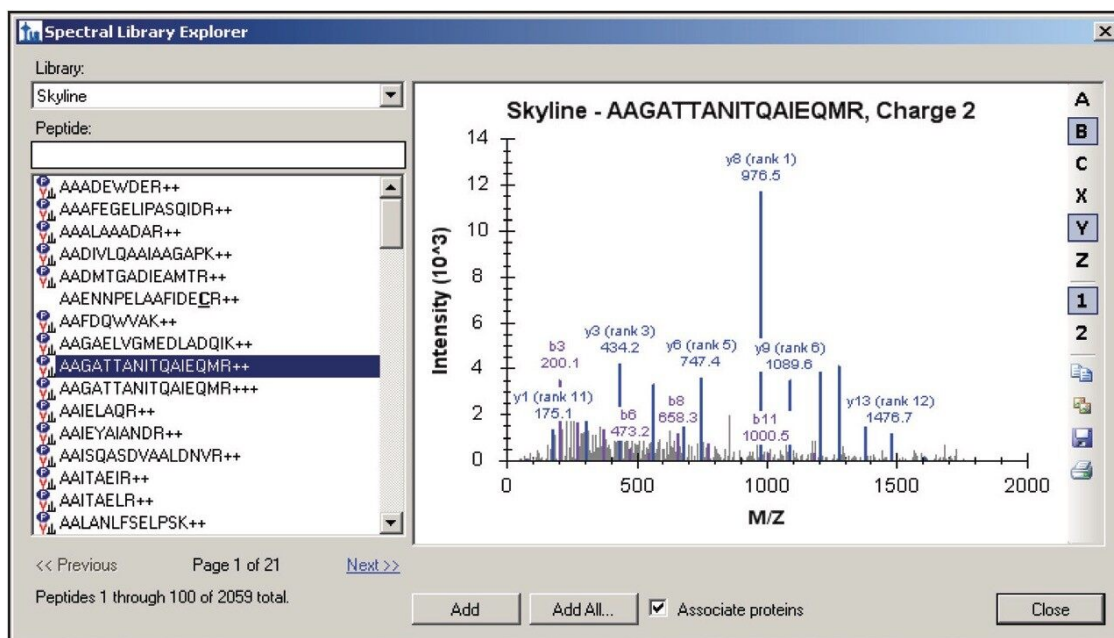 Spectral Library Explorer
Library:
Skyline
Peptide:
AAADEWDER++
AAAFEGELIPASQIDR++
AAALAAADAR++
AADIVLQAAIAAGAPK++
AADMTGADIEAMTR++
AAENNPELAAFIDECR++
AAFDQWVAK++
AAGAELVGMEDLADQIK++
AAGATTANITQAIEQMR++
AAGATTANITQAIEQMR+++
AAIELAQR++
AAIEYAIANDR++
AAISQASDVAALDNVR++
AAITAEIR++
AAITAELR++
AALANLFSELPSK++
<< Previous
Page 1 of 21
Next >>
Peptides 1 through 100 of 2059 total.
Skyline - AAGATTANITQAIEQMR, Charge 2
Intensity (10^3)
14
12
10
8
6
4
2
0
y8 (rank 1)
976.5
b3
200.1
y3 (rank 3)
434.2
y6 (rank 5)
747.4
y9 (rank 6)
1089.6
y1 (rank 11)
175.1
b6
473.2
b8
658.3
b11
1000.5
y13 (rank 12)
1476.7
0
500
1000
1500
2000
M/Z
A
B
C
X
Y
Z
1
2
Add
Add All...
Associate proteins
Close